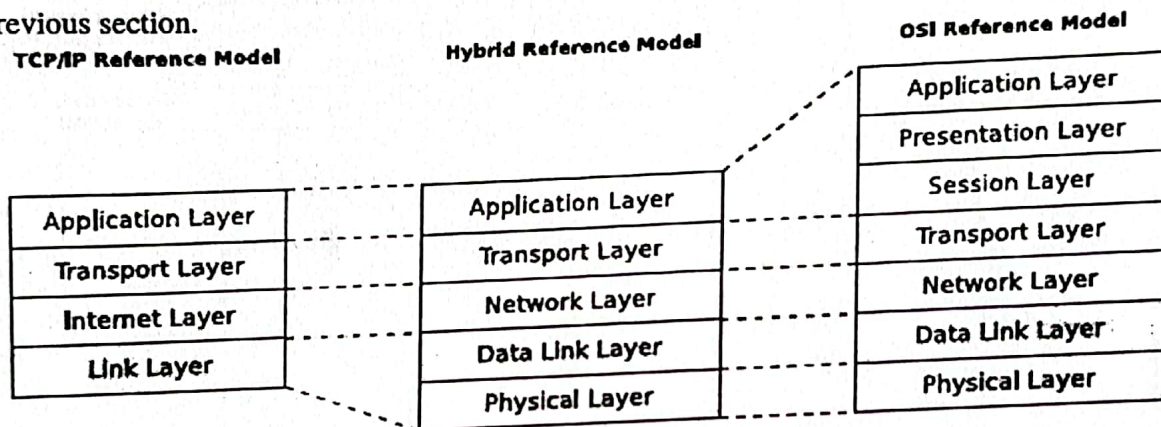 revious section.
TCP/IP Reference Model
Hybrid Reference Model
OSI Reference Model
Application Layer
Transport Layer
Internet Layer
Link Layer
Application Layer
Transport Layer
Network Layer
Data Link Layer
Physical Layer
Application Layer
Presentation Layer
Session Layer
Transport Layer
Network Layer
Data Link Layer
Physical Layer